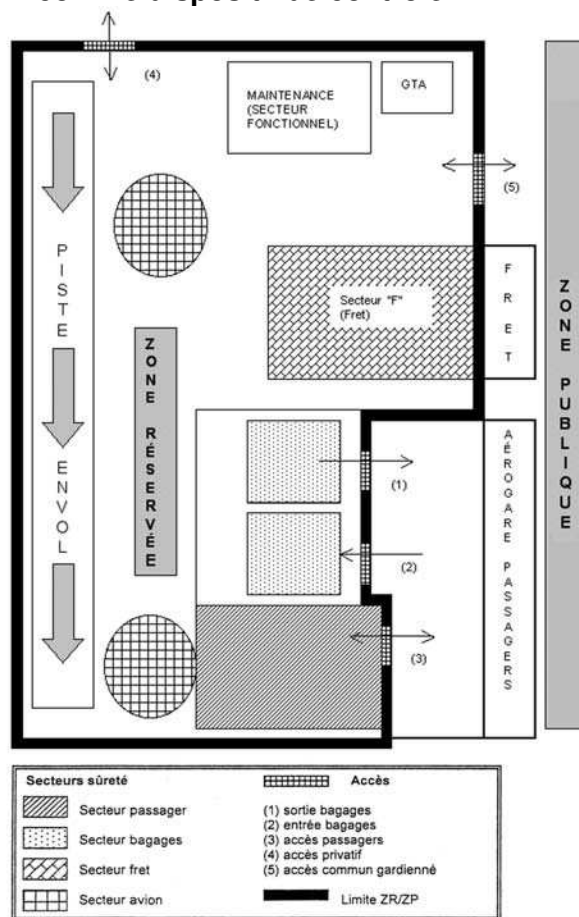 (4)
MAINTENANCE
(SECTEUR
FONCTIONNEL)
GTA
(5)
PISTE
ENVOL
Secteur "F"
(Fret)
FRET
ZONE PUBLIQUE
ZONE RÉSERVÉE
(1)
(2)
(3)
AÉROGARE PASSAGERS
Secteurs sûreté
Secteur passager
Secteur bagages
Secteur fret
Secteur avion
Accès
(1) sortie bagages
(2) entrée bagages
(3) accès passagers
(4) accès privatif
(5) accès commun gardienné
Limite ZR/ZP